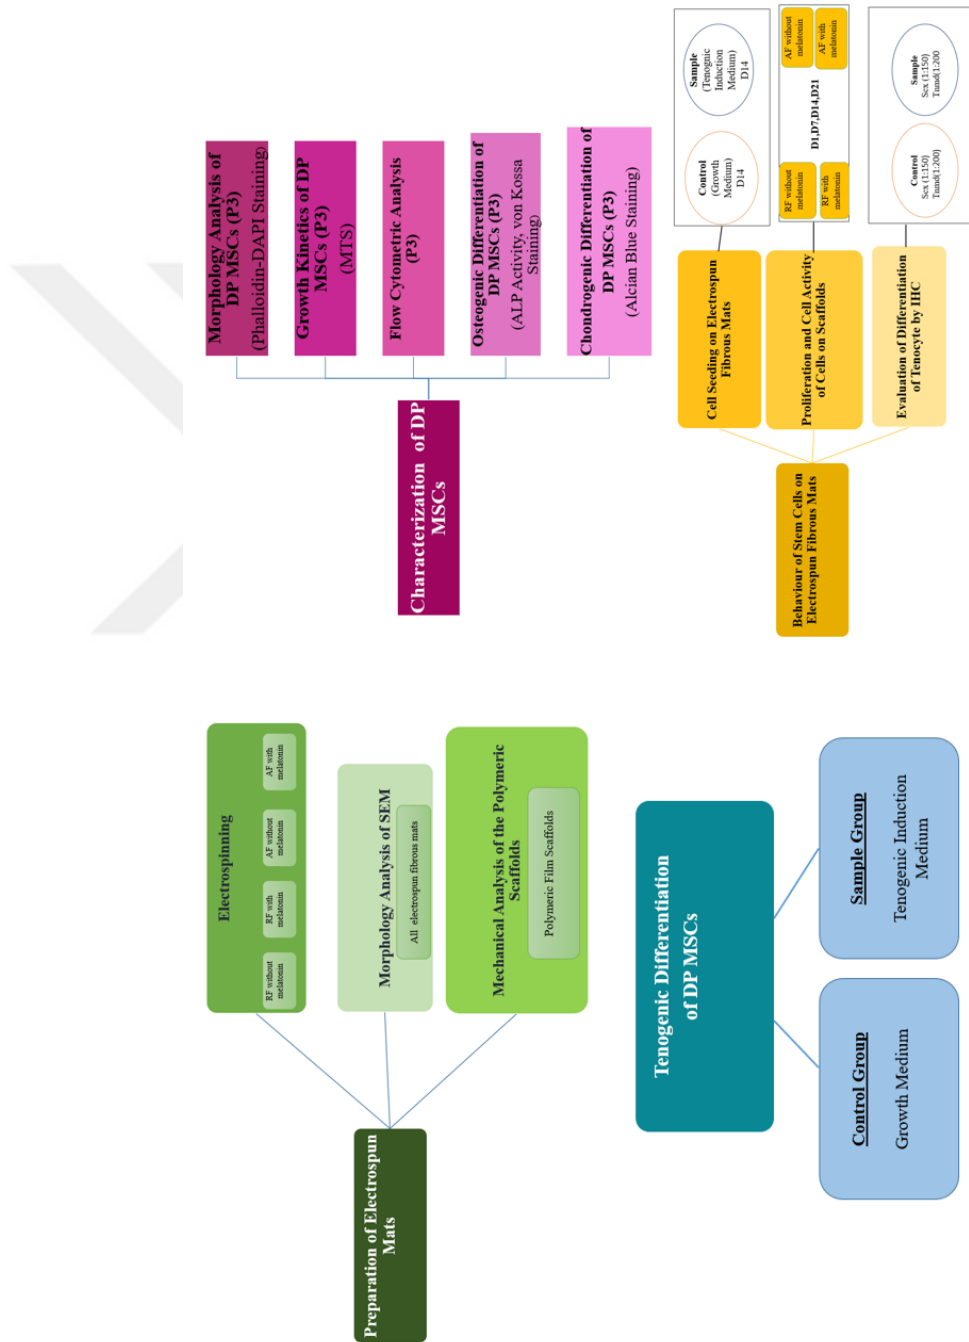 Preparation of Electrospun
Mats
Electrospinning
RF without
melatonin
RF with
melatonin
AF without
melatonin
AF with
melatonin
Morphology Analysis of SEM
All electrospun fibrous mats
Mechanical Analysis of the Polymeric
Scaffolds
Polymeric Film Scaffolds
Characterization of DP
MSCs
Morphology Analysis of
DP MSCs (P3)
(Phalloidin-DAPI Staining)
Growth Kinetics of DP
MSCs (P3)
(MTS)
Flow Cytometric Analysis
(P3)
Osteogenic Differentiation of
DP MSCs (P3)
(ALP Activity, von Kossa
Staining)
Chondrogenic Differentiation of
DP MSCs (P3)
(Alcian Blue Staining)
Tenogenic Differentiation
of DP MSCs
Control Group
Growth Medium
Sample Group
Tenogenic Induction
Medium
Behaviour of Stem Cells on
Electrospun Fibrous Mats
Cell Seeding on Electrospun
Fibrous Mats
Control
(Growth
Medium)
D14
Sample
(Tenognic
Induction
Medium)
D14
Proliferation and Cell Activity
of Cells on Scaffolds
RF without
melatonin
RF with
melatonin
D1,D7,D14,D21
AF without
melatonin
AF with
melatonin
Evaluation of Differentiation
of Tenocyte by IHC
Control
Scx (1:150)
Tnmd(1:200)
Sample
Scx (1:150)
Tnmd(1:200